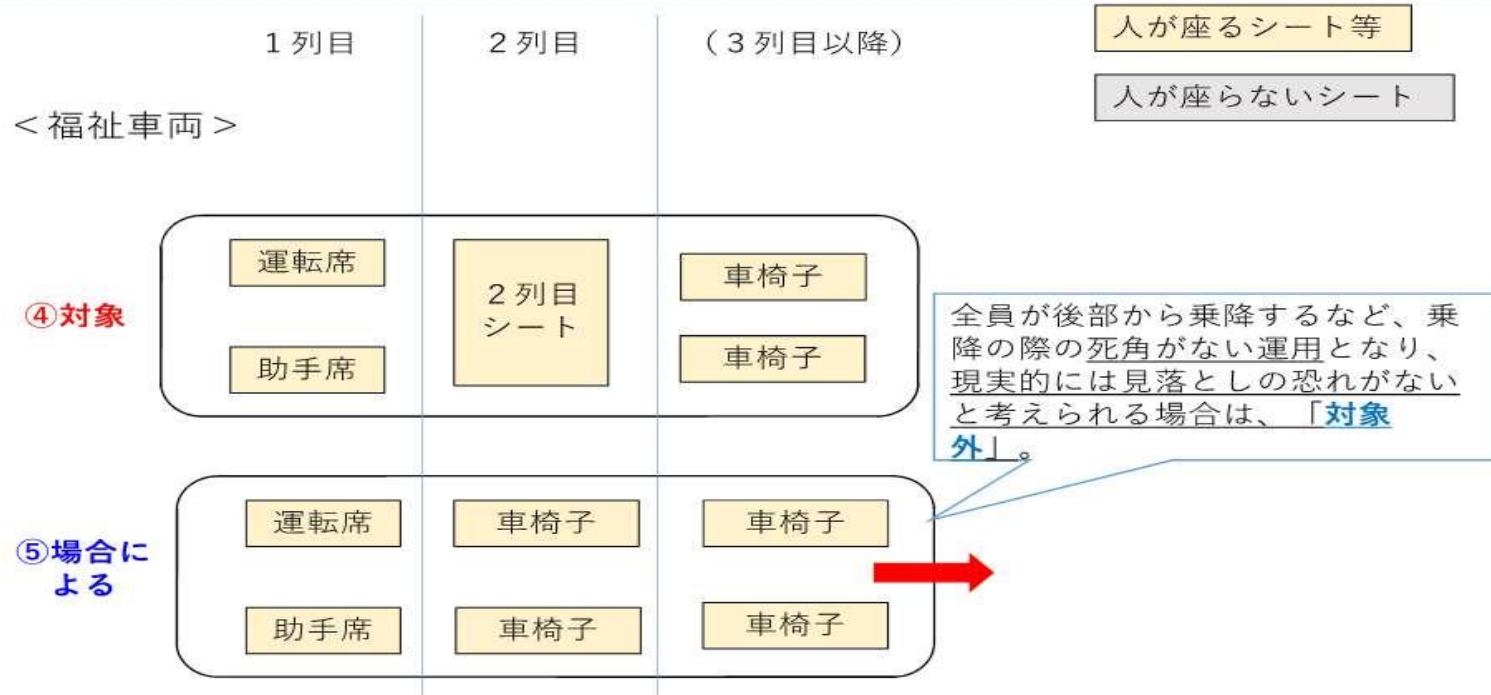 １列目
２列目
（３列目以降）
人が座るシート等
人が座らないシート
＜福祉車両＞
④対象
運転席
助手席
２列目
シート
車椅子
車椅子
全員が後部から乗降するなど、乗
降の際の死角がない運用となり、
現実的には見落としの恐れがない
と考えられる場合は、「対象
外」。
⑤場合に
よる
運転席
車椅子
車椅子
助手席
車椅子
車椅子